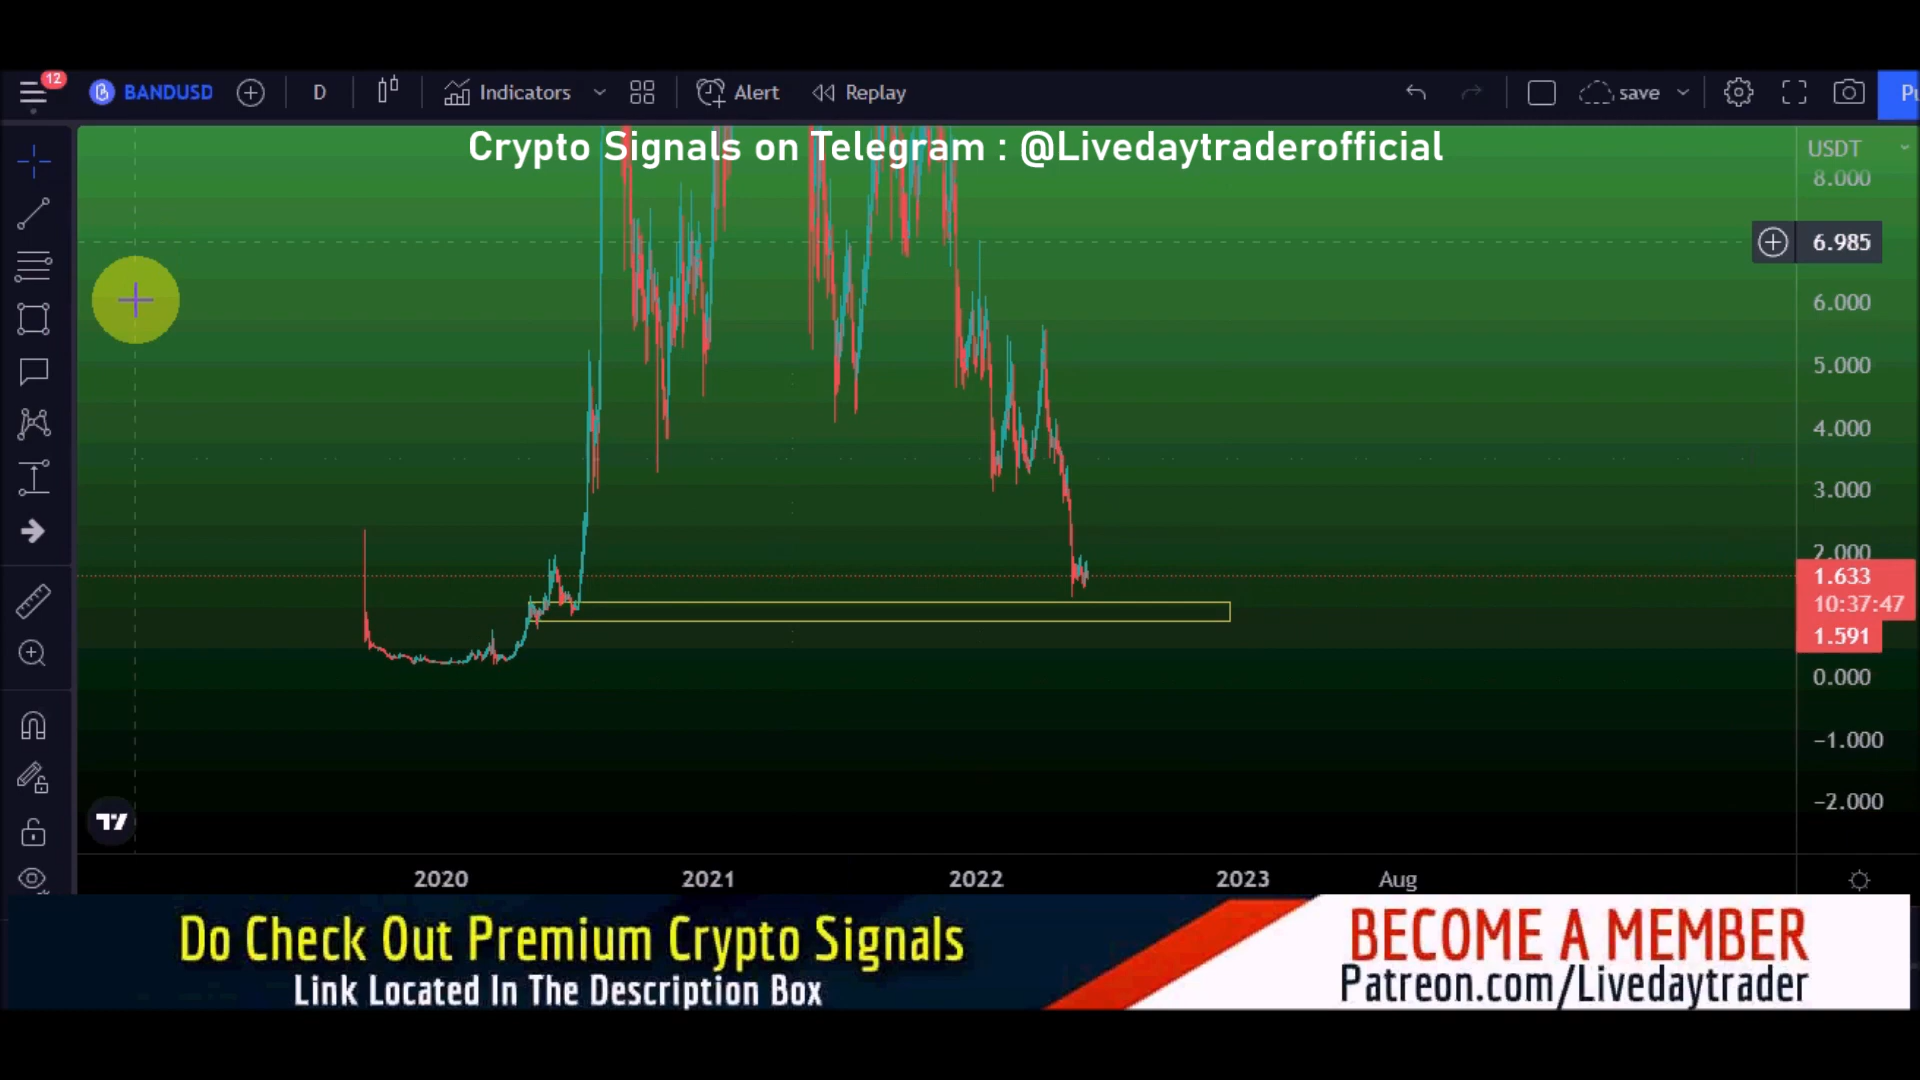 12
BANDUSD D Indicators Alert Replay save
Crypto Signals on Telegram : @Livedaytraderofficial
USDT
8.000
6.985
6.000
5.000
4.000
3.000
2.000
1.633
10:37:47
1.591
0.000
−1.000
−2.000
2020 2021 2022 2023 Aug
Do Check Out Premium Crypto Signals
Link Located In The Description Box
BECOME A MEMBER
Patreon.com/Livedaytrader